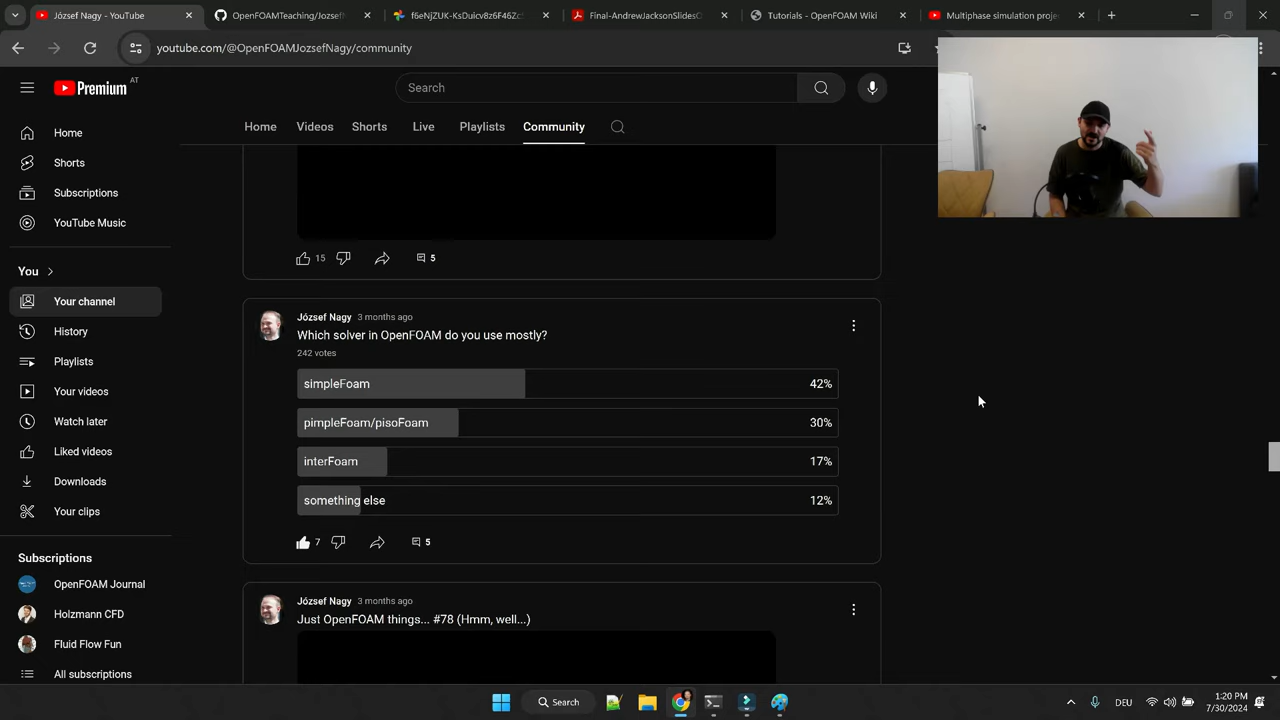 József Nagy - YouTube
OpenFOAMTeaching/JozsefN
f6eNjZUK-KsDuicv8z6F46Zc
Final-AndrewJacksonSlidesO
Tutorials - OpenFOAM Wiki
Multiphase simulation proje
youtube.com/@OpenFOAMJozsefNagy/community
Premium
AT
Search
Home
Videos
Shorts
Live
Playlists
Community
Home
Shorts
Subscriptions
YouTube Music
You
Your channel
History
Playlists
Your videos
Watch later
Liked videos
Downloads
Your clips
Subscriptions
OpenFOAM Journal
Holzmann CFD
Fluid Flow Fun
All subscriptions
15
5
József Nagy 3 months ago
Which solver in OpenFOAM do you use mostly?
242 votes
simpleFoam 42%
pimpleFoam/pisoFoam 30%
interFoam 17%
something else 12%
7
5
József Nagy 3 months ago
Just OpenFOAM things... #78 (Hmm, well...)
Search
DEU
1:20 PM
7/30/2024